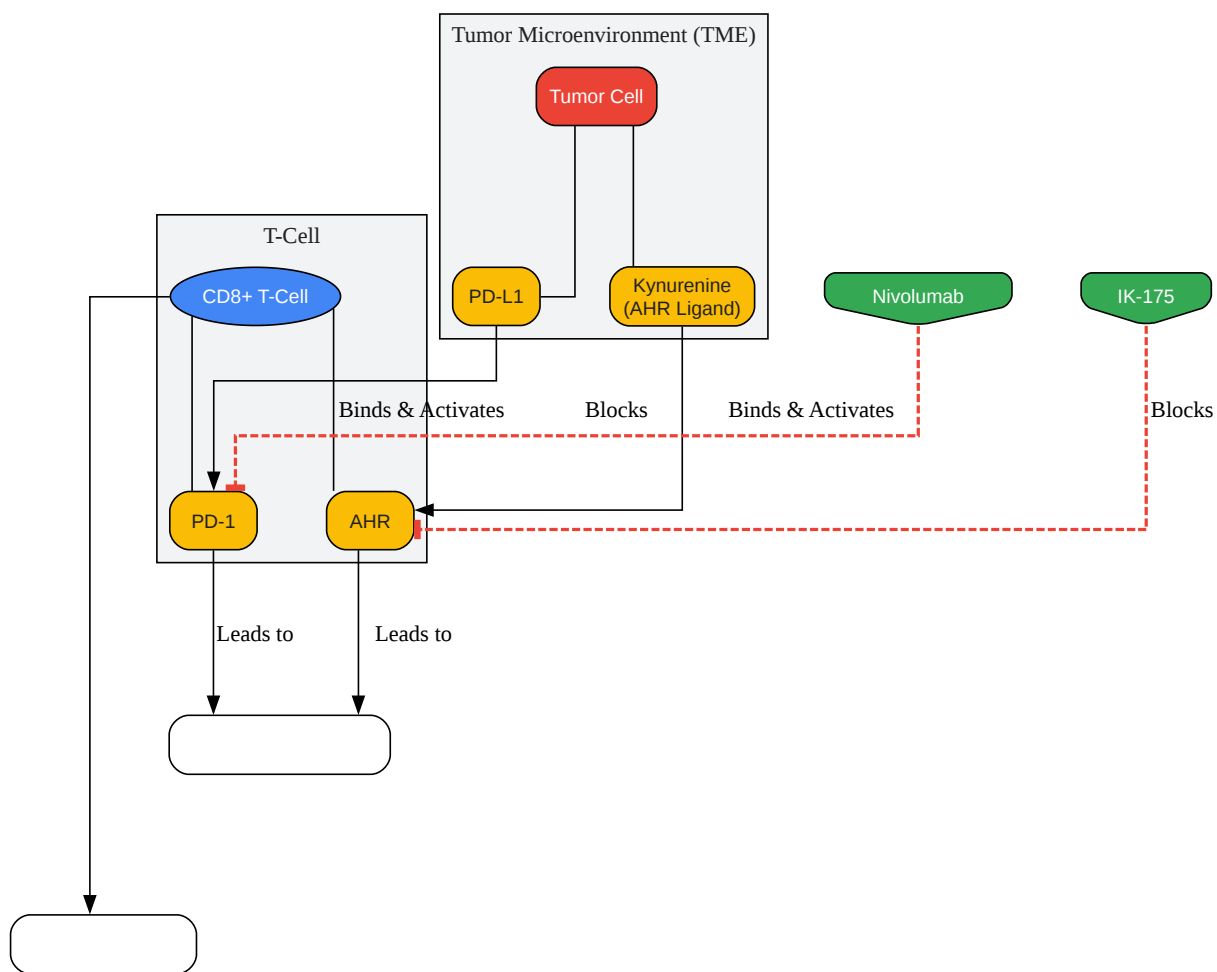 Tumor Microenvironment (TME)
Tumor Cell
T-Cell
CD8+ T-Cell
PD-L1
Kynurenine
(AHR Ligand)
Nivolumab
IK-175
Binds & Activates
Blocks
Binds & Activates
Blocks
PD-1
AHR
Leads to
Leads to